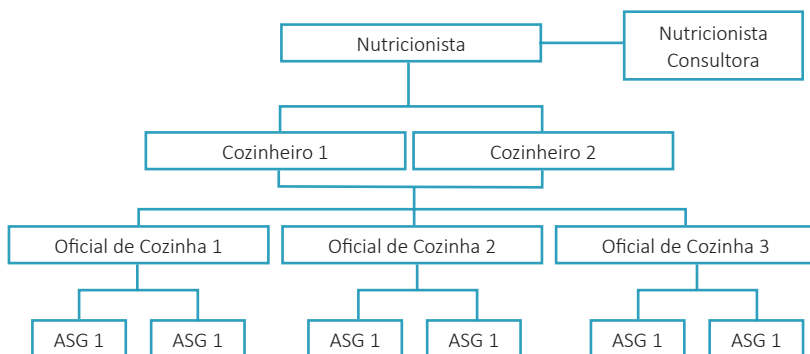 Nutricionista
Nutricionista
Consultora
Cozinheiro 1
Cozinheiro 2
Oficial de Cozinha 1
Oficial de Cozinha 2
Oficial de Cozinha 3
ASG 1
ASG 1
ASG 1
ASG 1
ASG 1
ASG 1